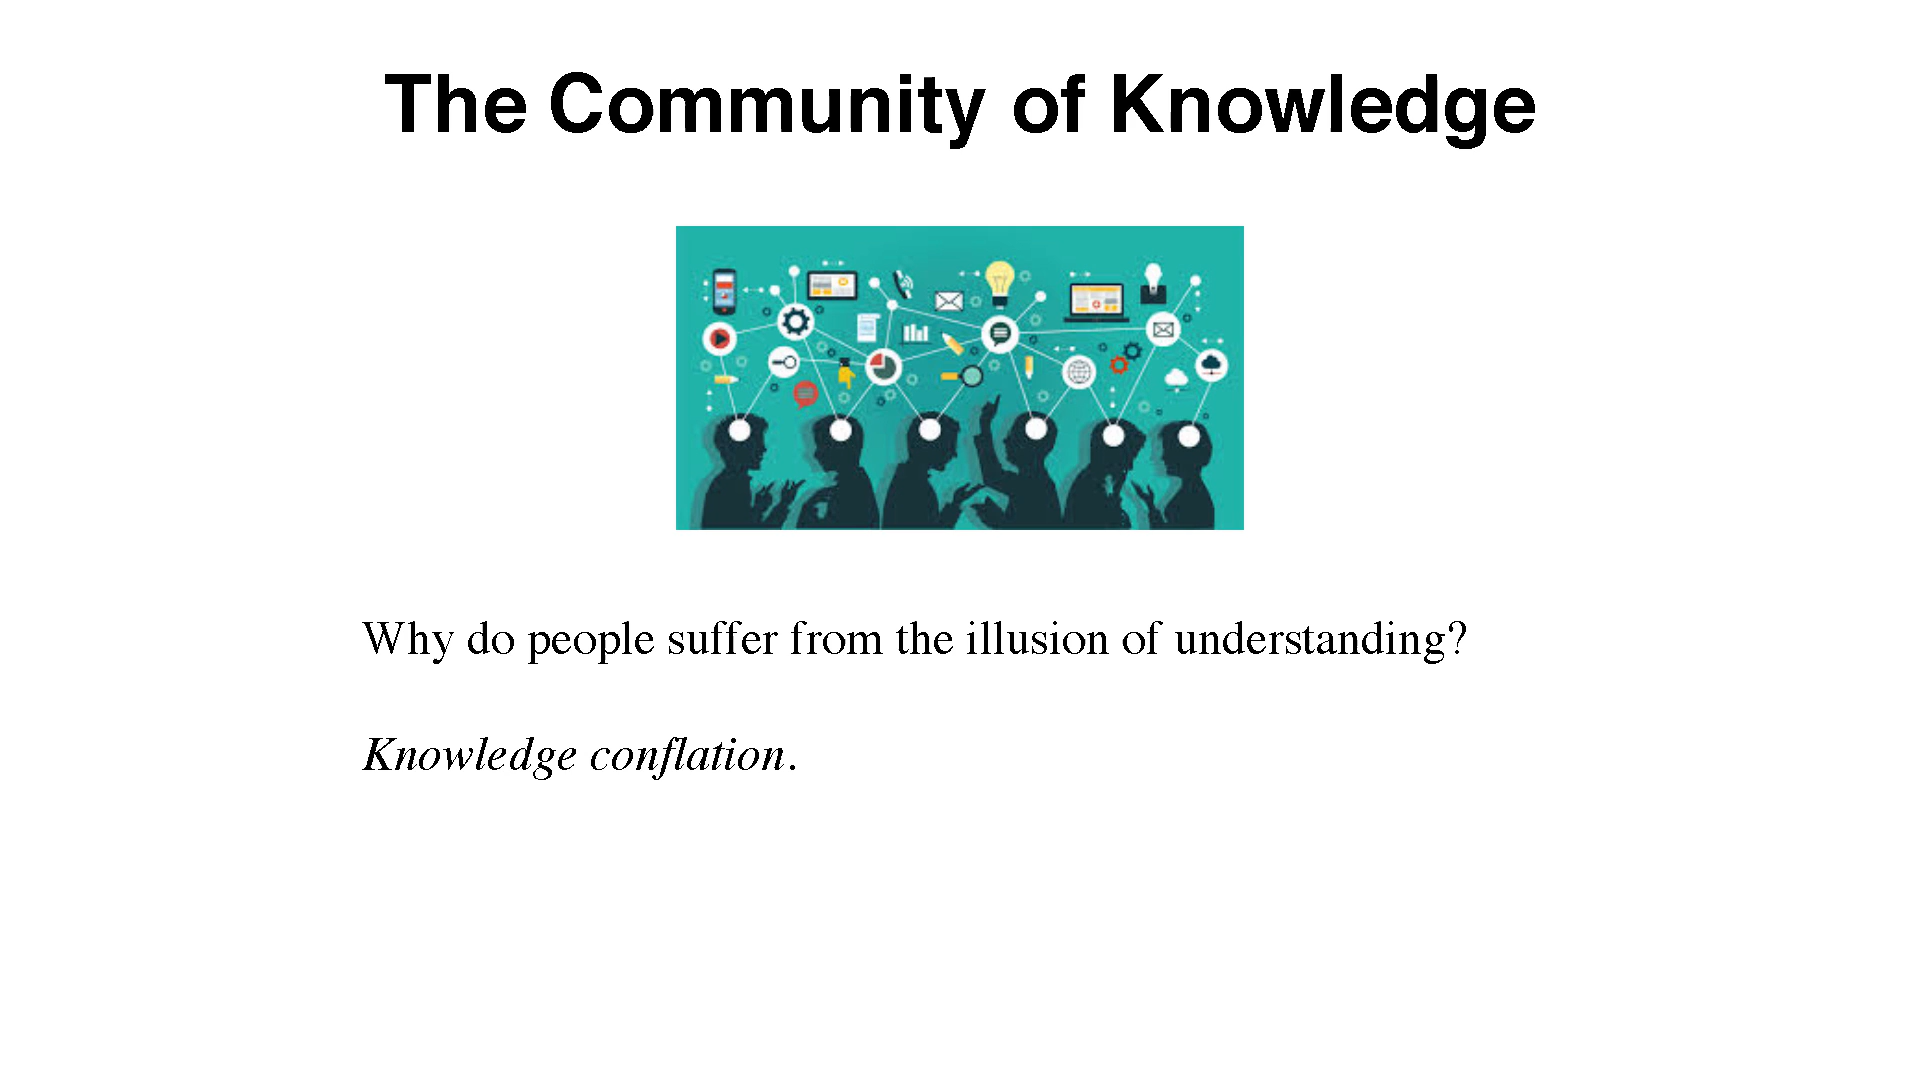 The Community of Knowledge
Why do people suffer from the illusion of understanding?
Knowledge conflation.